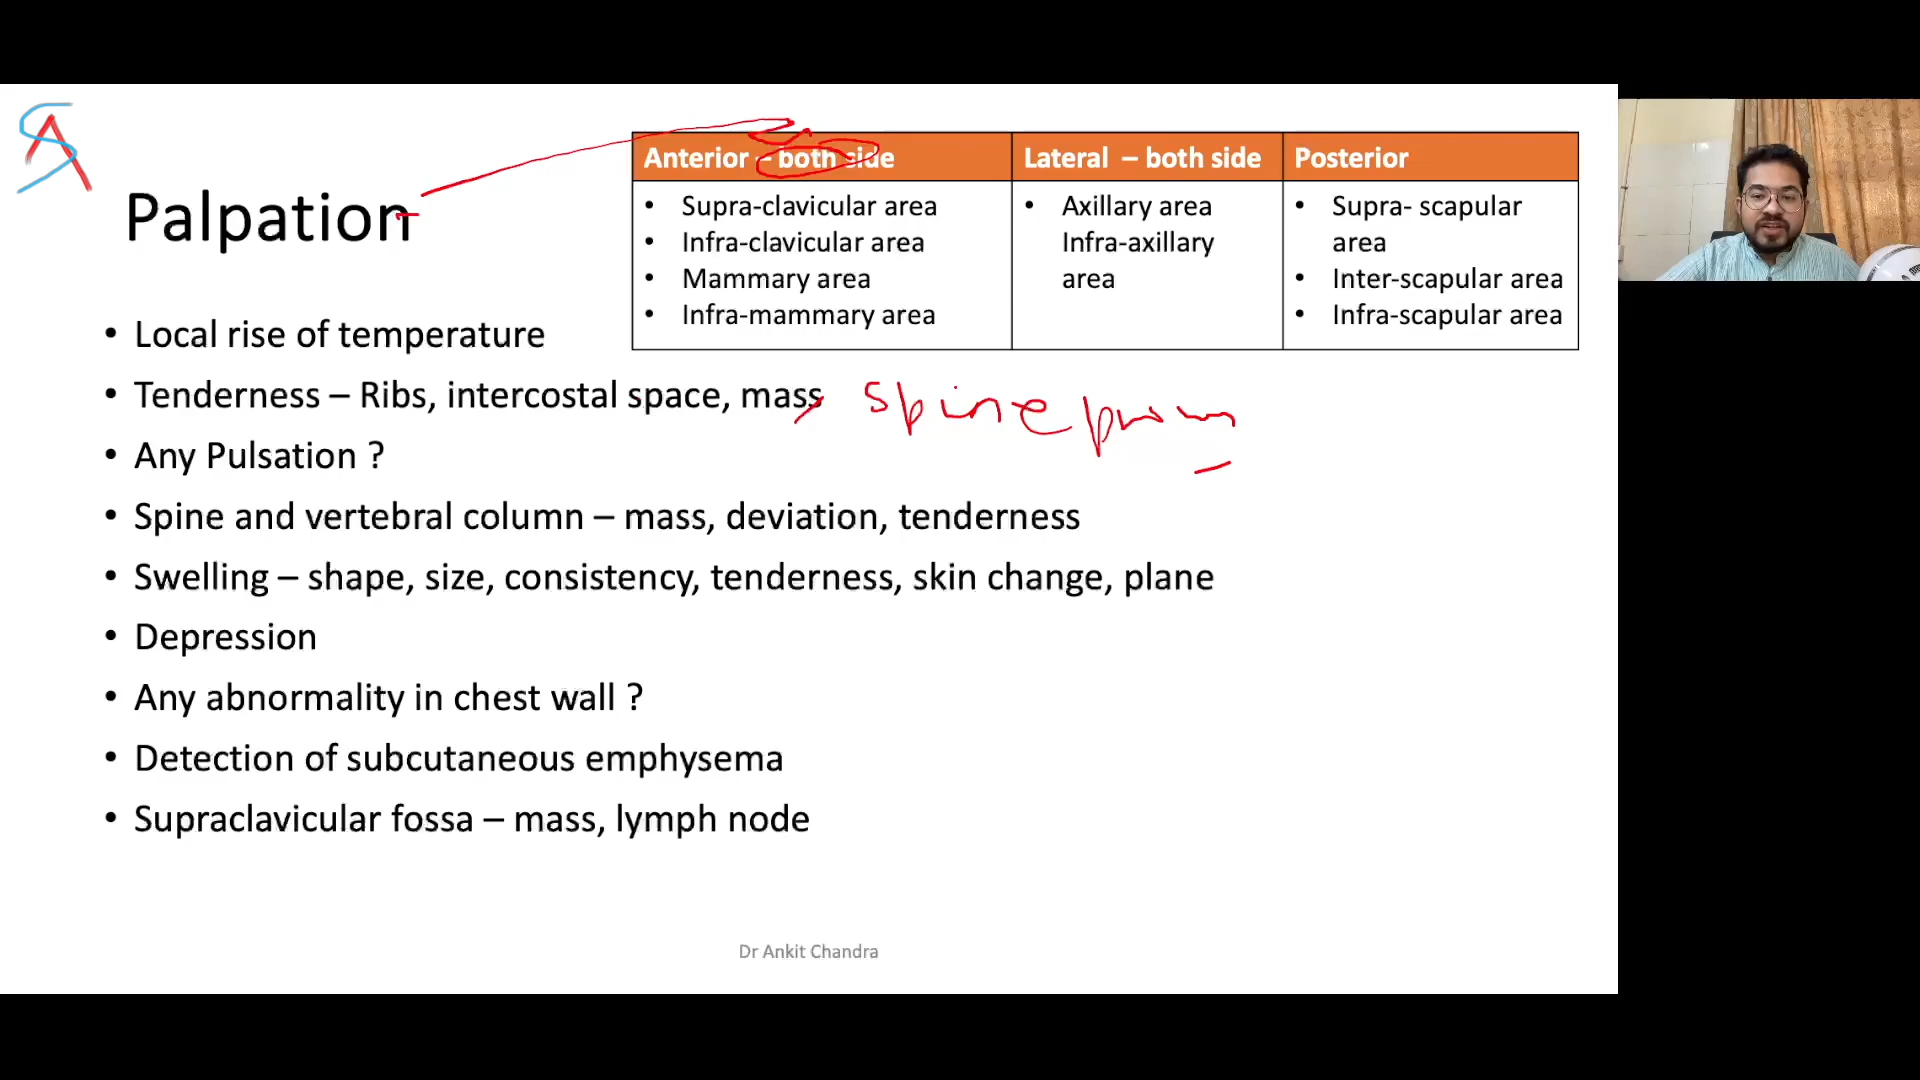 Palpation
Anterior – both side
Lateral – both side
Posterior
• Supra-clavicular area
• Infra-clavicular area
• Mammary area
• Infra-mammary area
• Axillary area
Infra-axillary
area
• Supra- scapular
area
• Inter-scapular area
• Infra-scapular area
• Local rise of temperature
• Tenderness – Ribs, intercostal space, mass, spine
• Any Pulsation ?
• Spine and vertebral column – mass, deviation, tenderness
• Swelling – shape, size, consistency, tenderness, skin change, plane
• Depression
• Any abnormality in chest wall ?
• Detection of subcutaneous emphysema
• Supraclavicular fossa – mass, lymph node
Dr Ankit Chandra